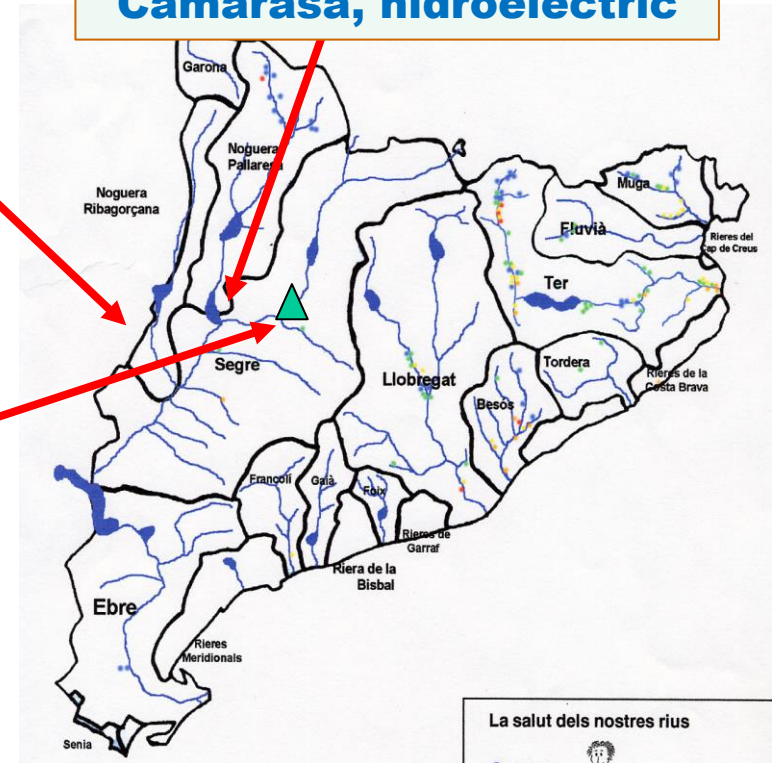 Camarasa, hidroelèctric
Garona
Noguera
Pallaresa
Noguera
Ribagorçana
Muga
Fluvià
Rieres del
Cap de Creus
Ter
Segre
Llobregat
Tordera
Rieres de la
Costa Brava
Besòs
Francolí
Gaià
Foix
Rieres de
Garraf
Riera de la
Bisbal
Ebre
Rieres
Meridionals
Senia
La salut dels nostres rius